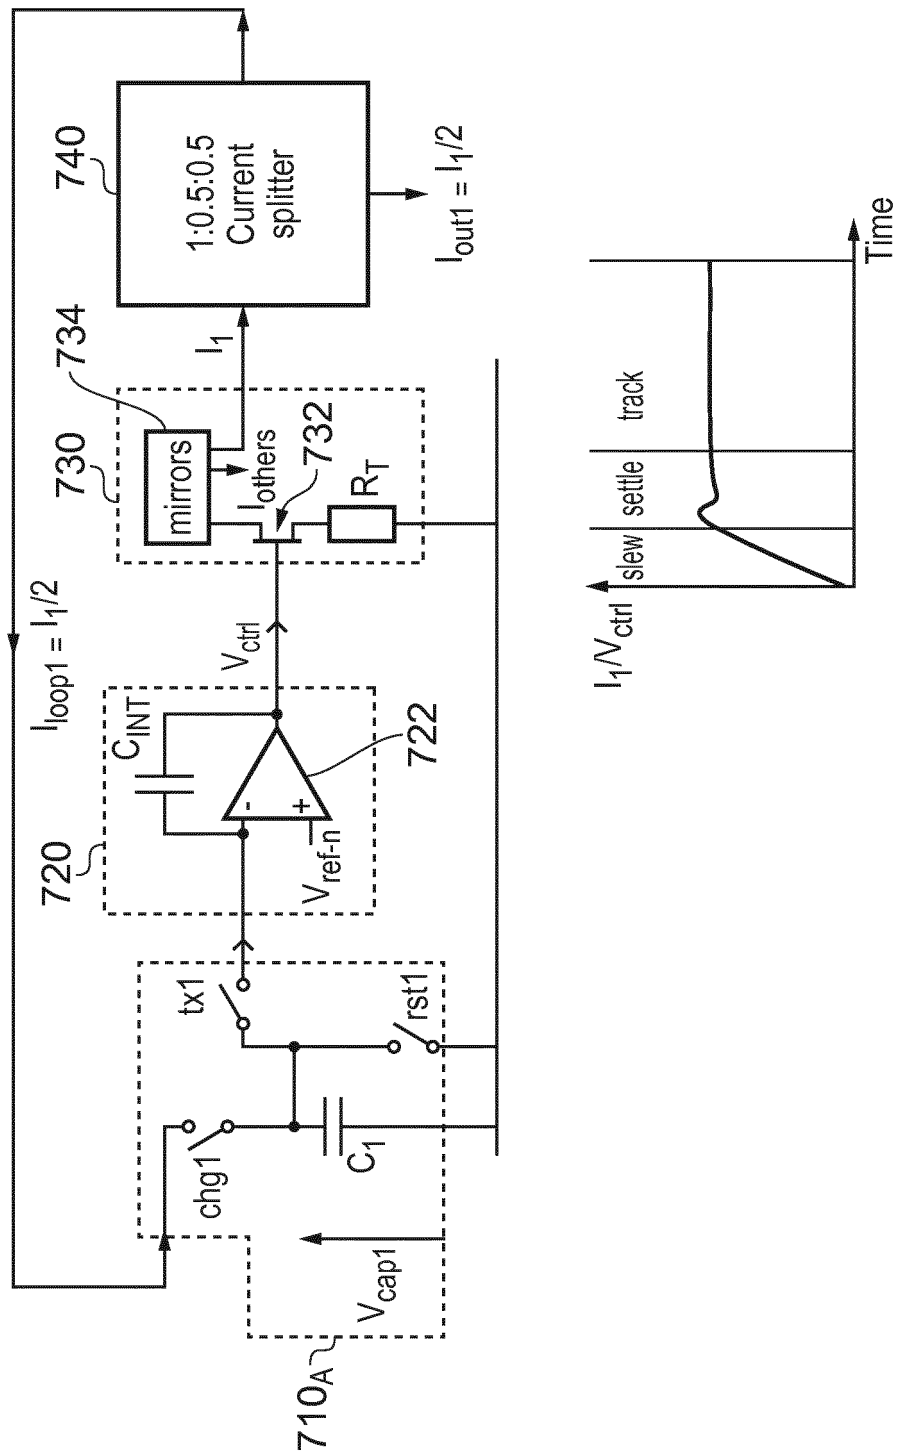 I_loop1 = I_1/2
740
1:0.5:0.5
Current
splitter
I_out1 = I_1/2
734
730
mirrors
I_others
I_1
732
R_T
V_ctrl
720
C_INT
-
+
722
V_ref-n
tx1
rst1
chg1
C_1
V_cap1
710_A
I_1/V_ctrl
slew
settle
track
Time